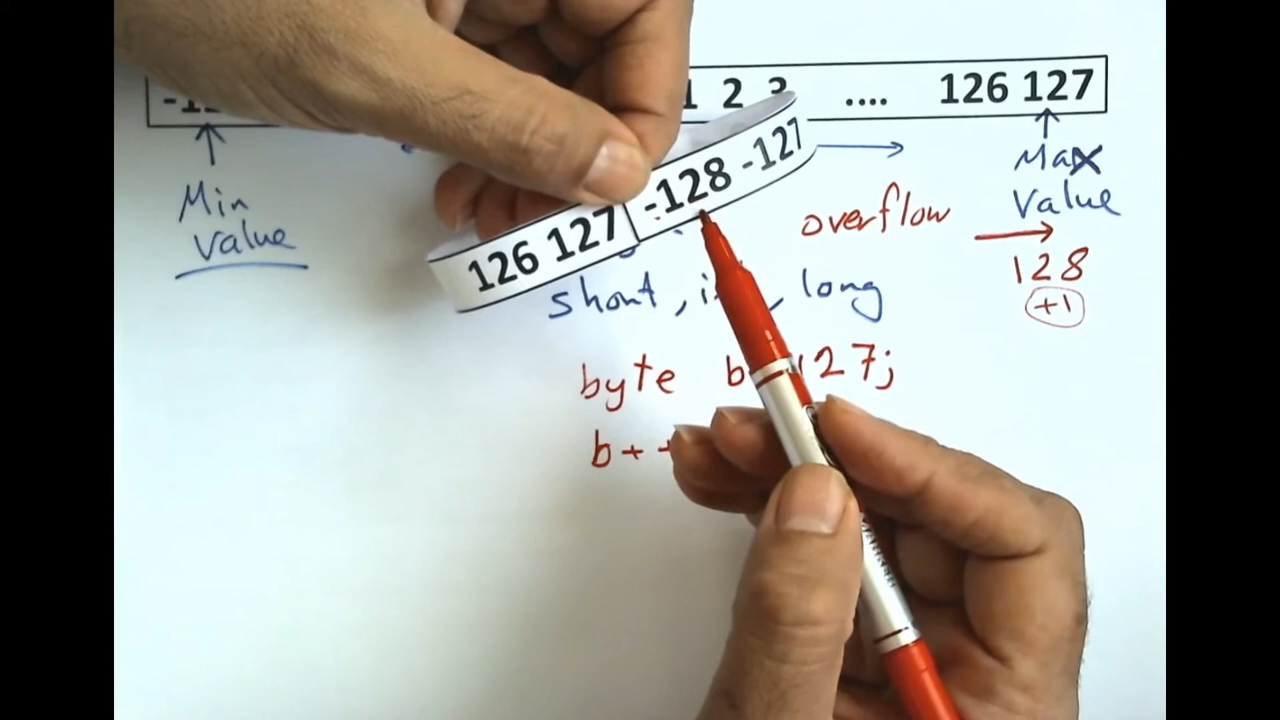 1 2 3 .... 126 127
126 127 -128 -127
Min Max
value value
overflow
128
short, long
+1
byte b 127;
b+